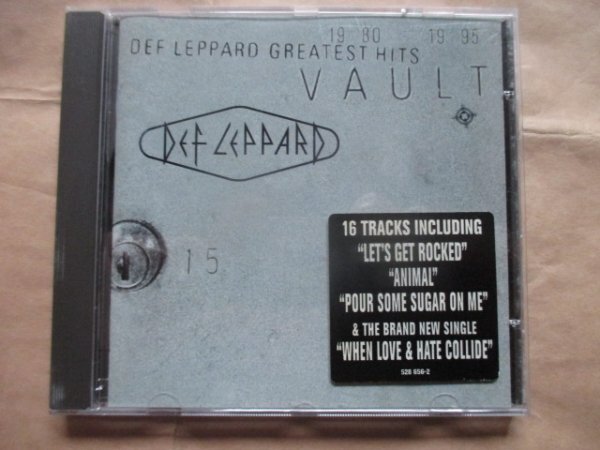 19 80 - 19 95
DEF LEPPARD GREATEST HITS
VAULT
DEF LEPPARD
15
16 TRACKS INCLUDING
“LET'S GET ROCKED”
“ANIMAL”
“POUR SOME SUGAR ON ME”
& THE BRAND NEW SINGLE
“WHEN LOVE & HATE COLLIDE”
528 656-2